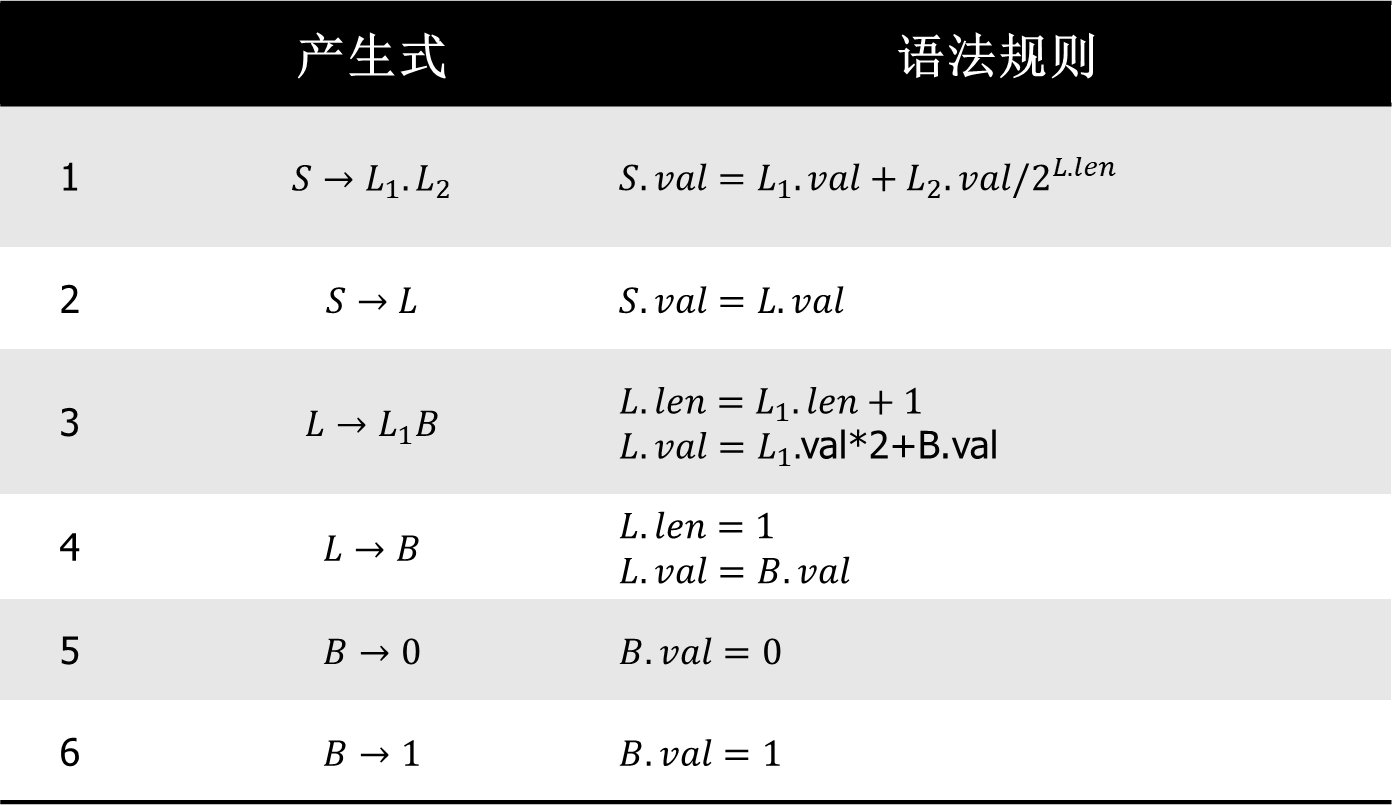 产生式 语法规则
1 S → L₁.L₂ S.val = L₁.val + L₂.val/2^{L.len}
2 S → L S.val = L.val
3 L → L₁B L.len = L₁.len + 1
L.val = L₁.val*2+B.val
4 L → B L.len = 1
L.val = B.val
5 B → 0 B.val = 0
6 B → 1 B.val = 1